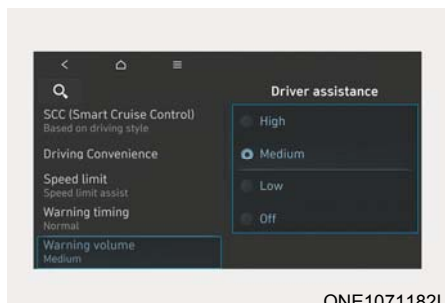 Driver assistance
SCC (Smart Cruise Control)
Based on driving style
Driving Convenience
Speed limit
Speed limit assist
Warning timing
Normal
Warning volume
Medium
High
Medium
Low
Off